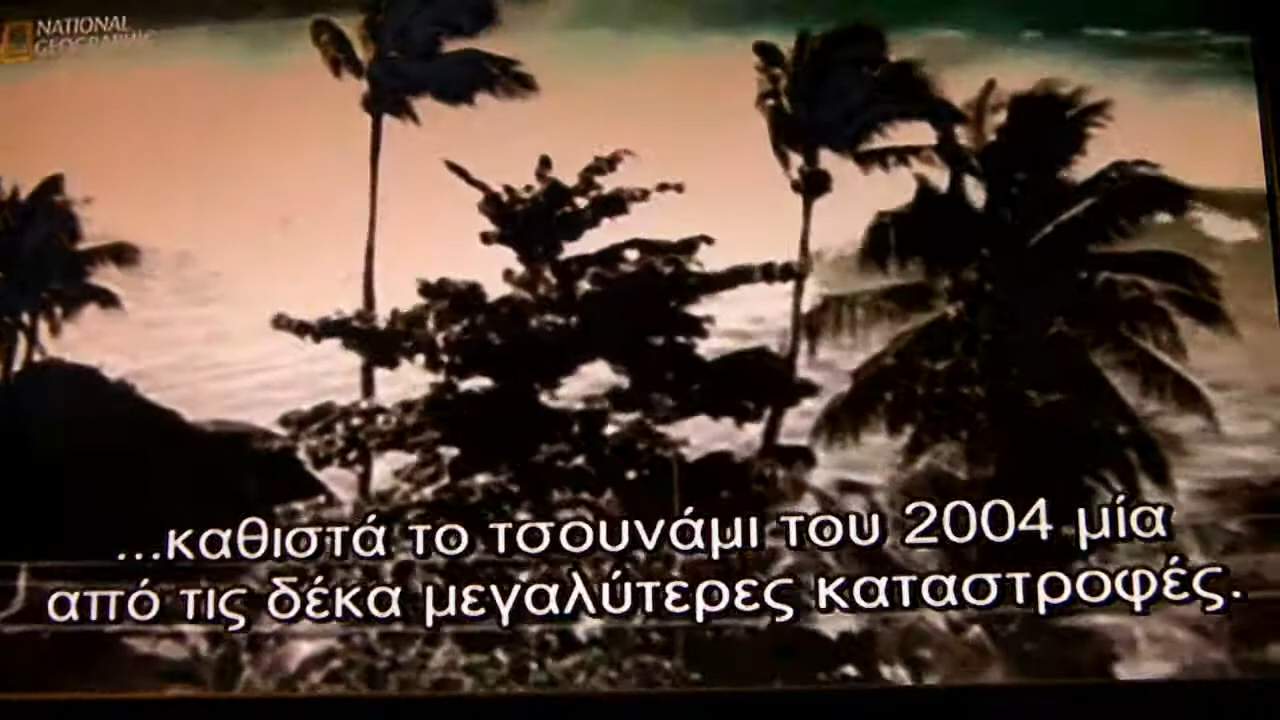 NATIONAL
GEOGRAPHIC
...καθιστά το τσουνάμι του 2004 μία
από τις δέκα μεγαλύτερες καταστροφές.